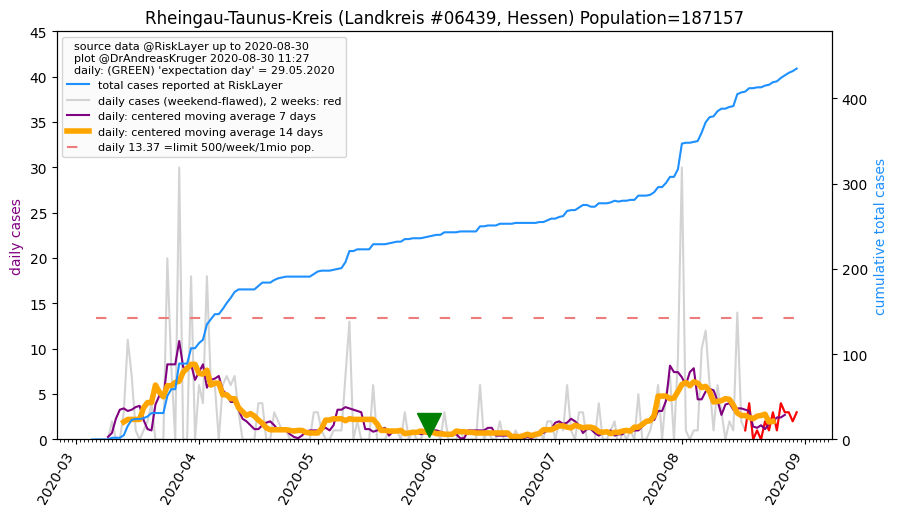 Rheingau-Taunus-Kreis (Landkreis #06439, Hessen) Population=187157
source data @RiskLayer up to 2020-08-30
plot @DrAndreasKruger 2020-08-30 11:27
daily: (GREEN) 'expectation day' = 29.05.2020
total cases reported at RiskLayer
daily cases (weekend-flawed), 2 weeks: red
daily: centered moving average 7 days
daily: centered moving average 14 days
daily 13.37 =limit 500/week/1mio pop.
daily cases
45
40
35
30
25
20
15
10
5
0
cumulative total cases
400
300
200
100
0
2020-03
2020-04
2020-05
2020-06
2020-07
2020-08
2020-09